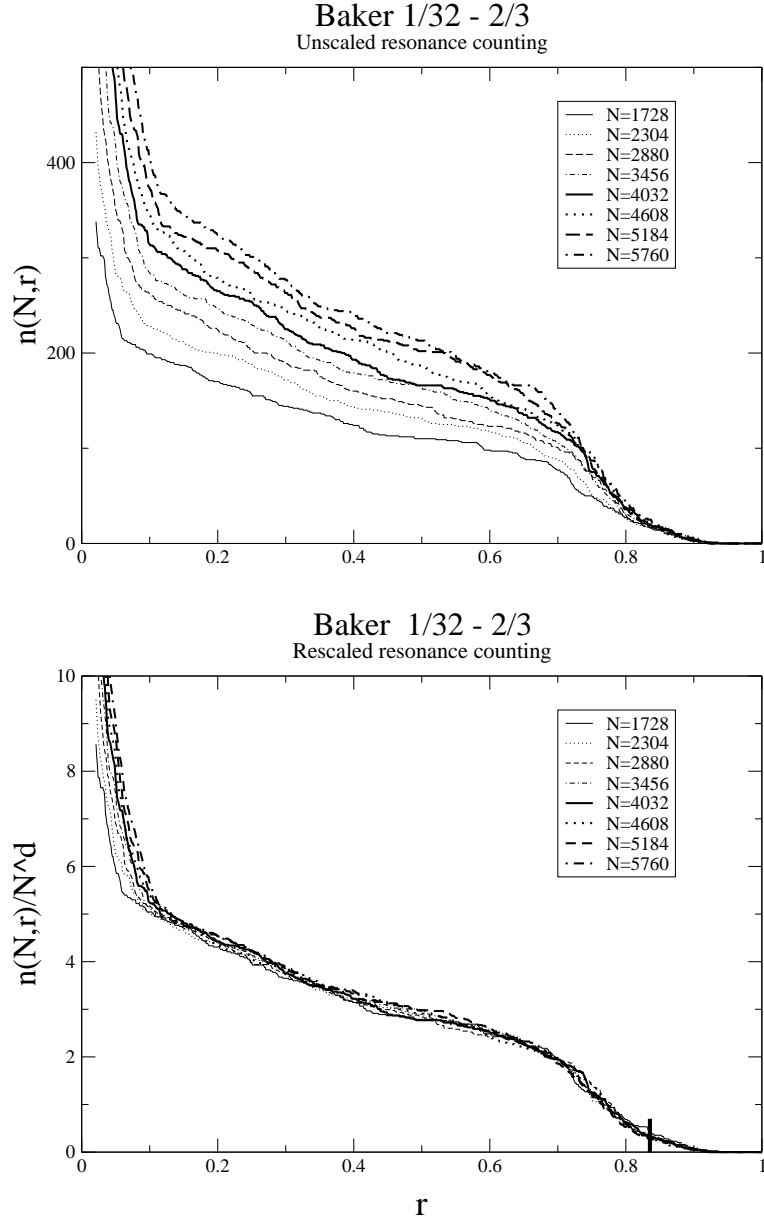 Baker 1/32 - 2/3
Unscaled resonance counting
n(N,r)
400
200
0
0 0.2 0.4 0.6 0.8 1
N=1728
N=2304
N=2880
N=3456
N=4032
N=4608
N=5184
N=5760
Baker 1/32 - 2/3
Rescaled resonance counting
n(N,r)/N^d
10
8
6
4
2
0
0 0.2 0.4 0.6 0.8 1
N=1728
N=2304
N=2880
N=3456
N=4032
N=4608
N=5184
N=5760
r